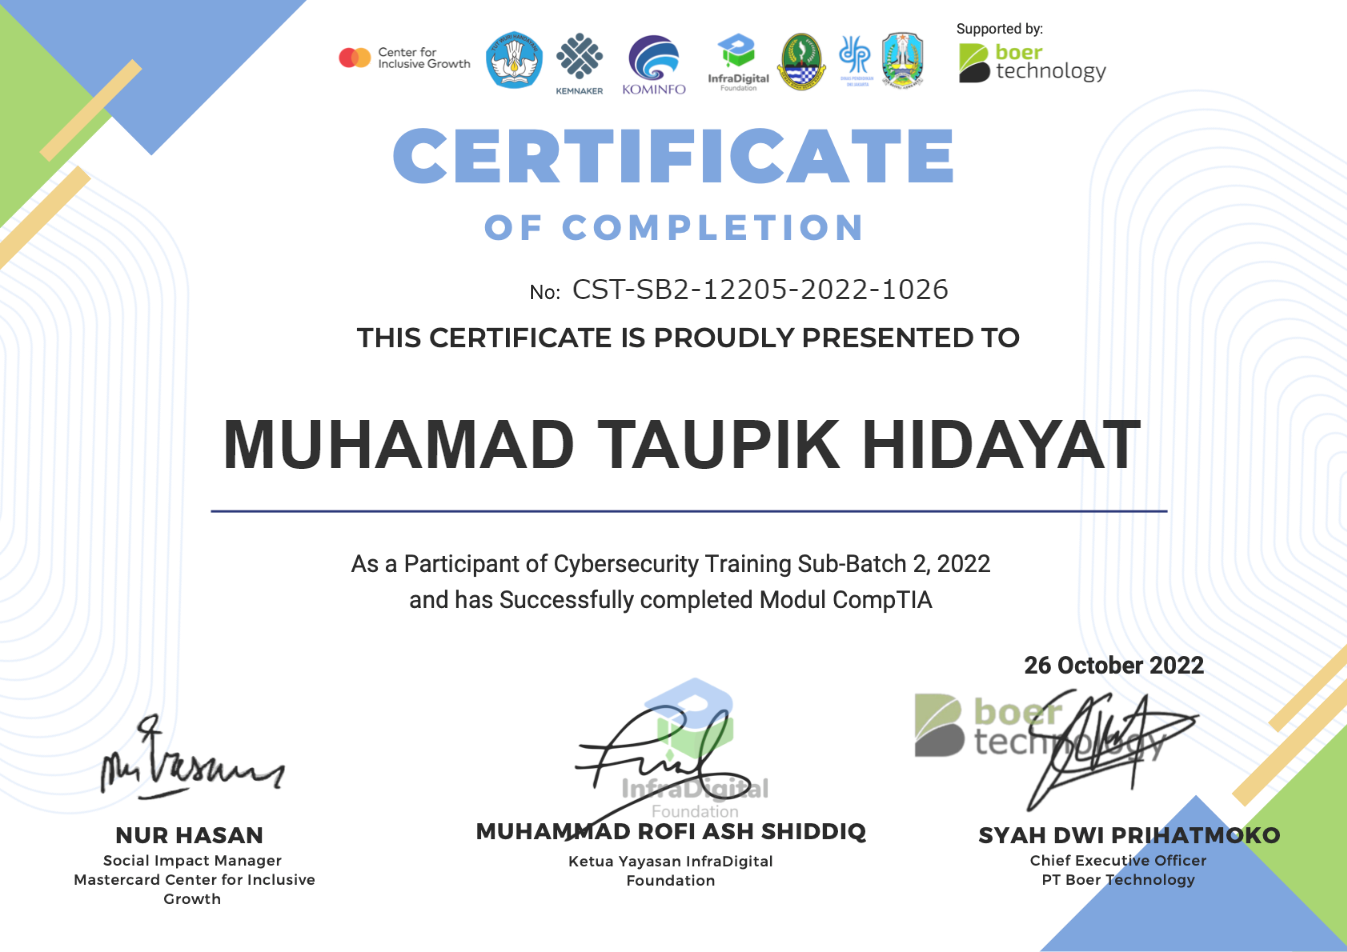 Supported by:
Center for
Inclusive Growth
KEMNAKER
KOMINFO
InfraDigital
Foundation
boer
technology
CERTIFICATE
OF COMPLETION
No: CST-SB2-12205-2022-1026
THIS CERTIFICATE IS PROUDLY PRESENTED TO
MUHAMAD TAUPIK HIDAYAT
As a Participant of Cybersecurity Training Sub-Batch 2, 2022
and has Successfully completed Modul CompTIA
26 October 2022
boer
technology
InfraDigital
Foundation
NUR HASAN
Social Impact Manager
Mastercard Center for Inclusive
Growth
MUHAMMAD ROFI ASH SHIDDIQ
Ketua Yayasan InfraDigital
Foundation
SYAH DWI PRIHATMOKO
Chief Executive Officer
PT Boer Technology